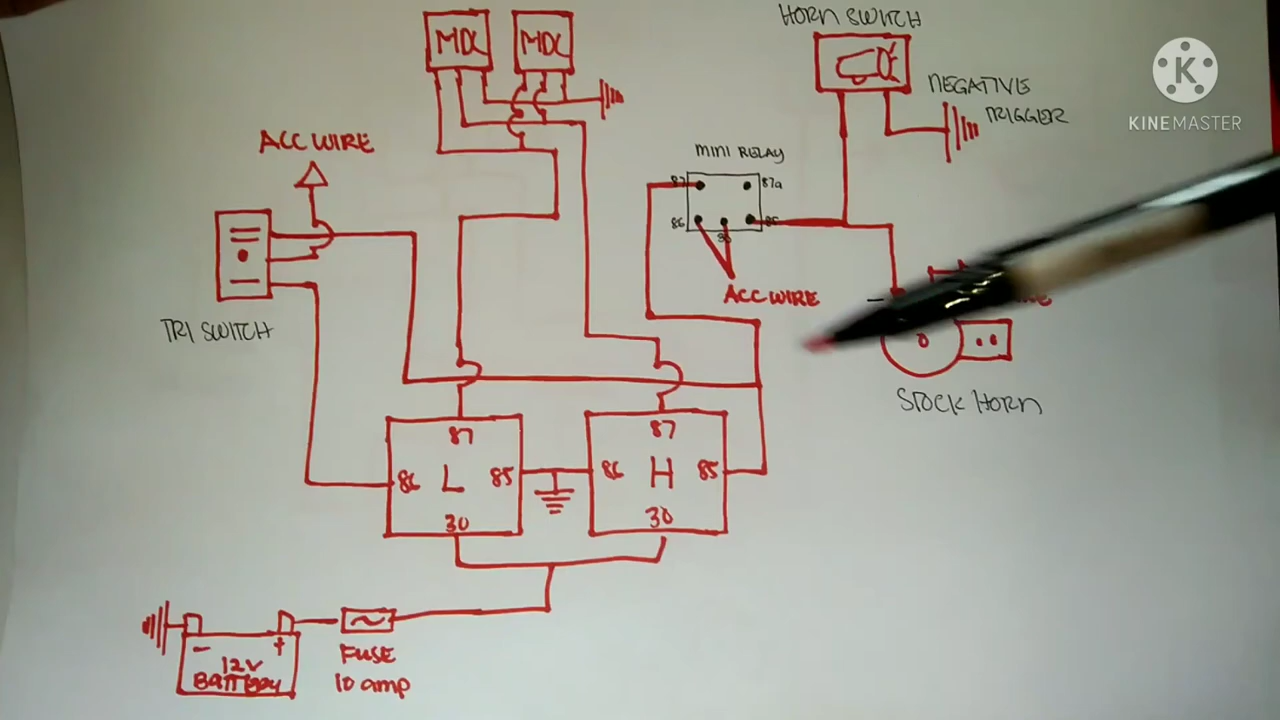 MDL
MDL
HORN SWITCH
NEGATIVE
TRIGGER
K
KINEMASTER
ACC WIRE
MINI RELAY
87
87a
86
30
ACC WIRE
TRI SWITCH
STOCK HORN
87
86
L
85
30
87
86
H
85
30
-
+
12V
BATTERY
FUSE
10 amp